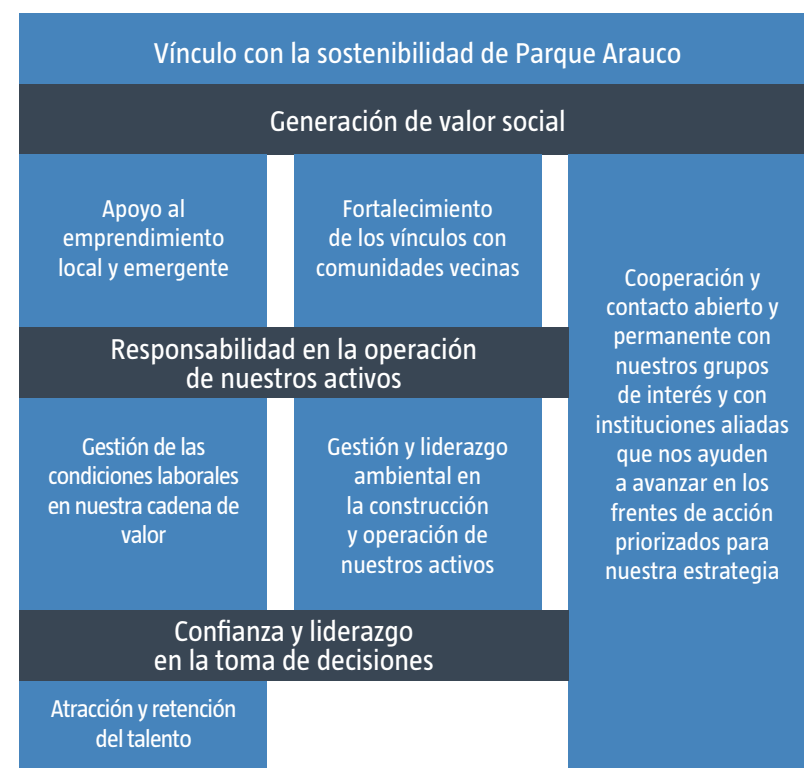 Vínculo con la sostenibilidad de Parque Arauco
Generación de valor social
Apoyo al
emprendimiento
local y emergente
Fortalecimiento
de los vínculos con
comunidades vecinas
Cooperación y
contacto abierto y
permanente con
nuestros grupos
de interés y con
instituciones aliadas
que nos ayuden
a avanzar en los
frentes de acción
priorizados para
nuestra estrategia
Responsabilidad en la operación
de nuestros activos
Gestión de las
condiciones laborales
en nuestra cadena de
valor
Gestión y liderazgo
ambiental en
la construcción
y operación de
nuestros activos
Confianza y liderazgo
en la toma de decisiones
Atracción y retención
del talento